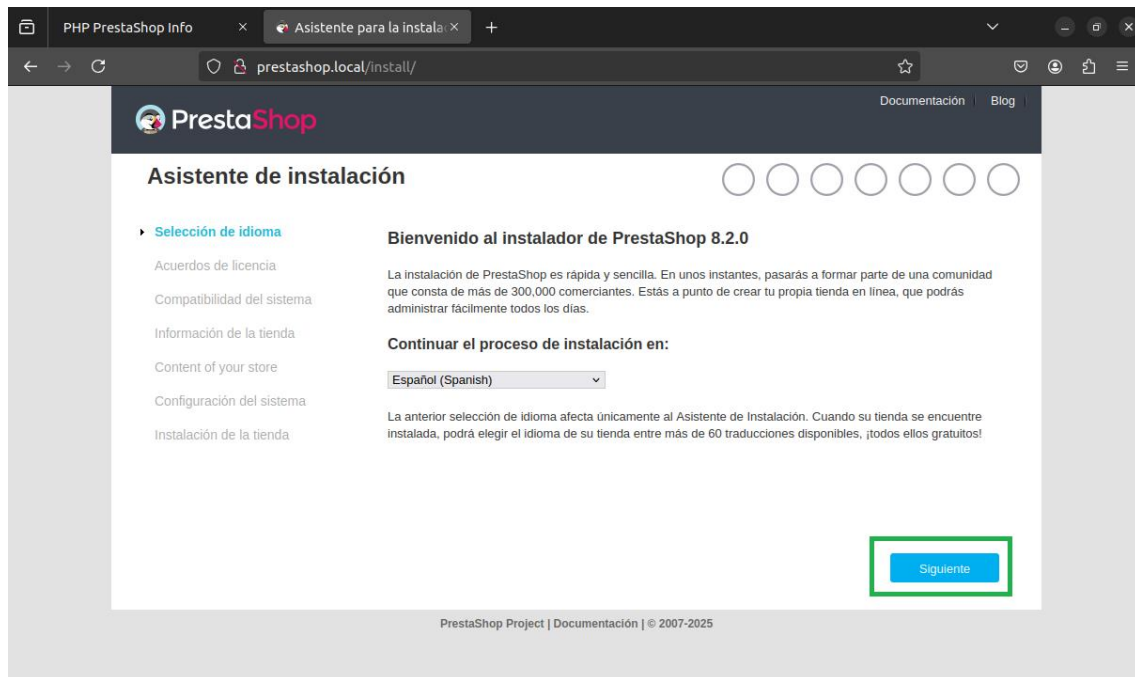 PHP PrestaShop Info
Asistente para la instala
prestashop.local/install/
Documentación
Blog
PrestaShop
Asistente de instalación
Selección de idioma
Acuerdos de licencia
Compatibilidad del sistema
Información de la tienda
Content of your store
Configuración del sistema
Instalación de la tienda
Bienvenido al instalador de PrestaShop 8.2.0
La instalación de PrestaShop es rápida y sencilla. En unos instantes, pasarás a formar parte de una comunidad
que consta de más de 300,000 comerciantes. Estás a punto de crear tu propia tienda en línea, que podrás
administrar fácilmente todos los días.
Continuar el proceso de instalación en:
Español (Spanish)
La anterior selección de idioma afecta únicamente al Asistente de Instalación. Cuando su tienda se encuentre
instalada, podrá elegir el idioma de su tienda entre más de 60 traducciones disponibles, ¡todos ellos gratuitos!
Siguiente
PrestaShop Project | Documentación | © 2007-2025